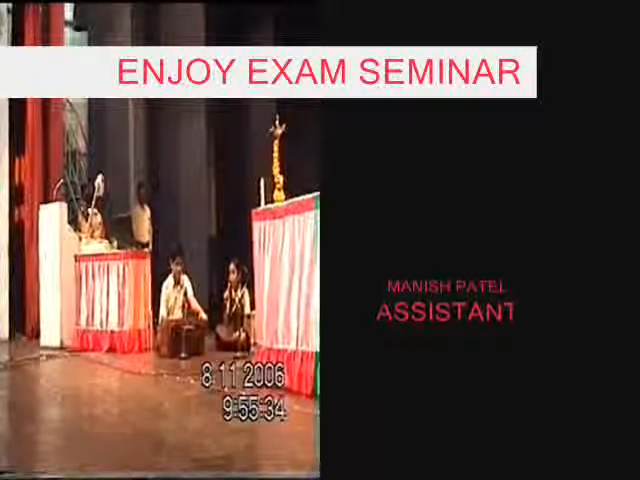 ENJOY EXAM SEMINAR
MANISH PATEL
ASSISTANT
8 11 2006
9:55:34